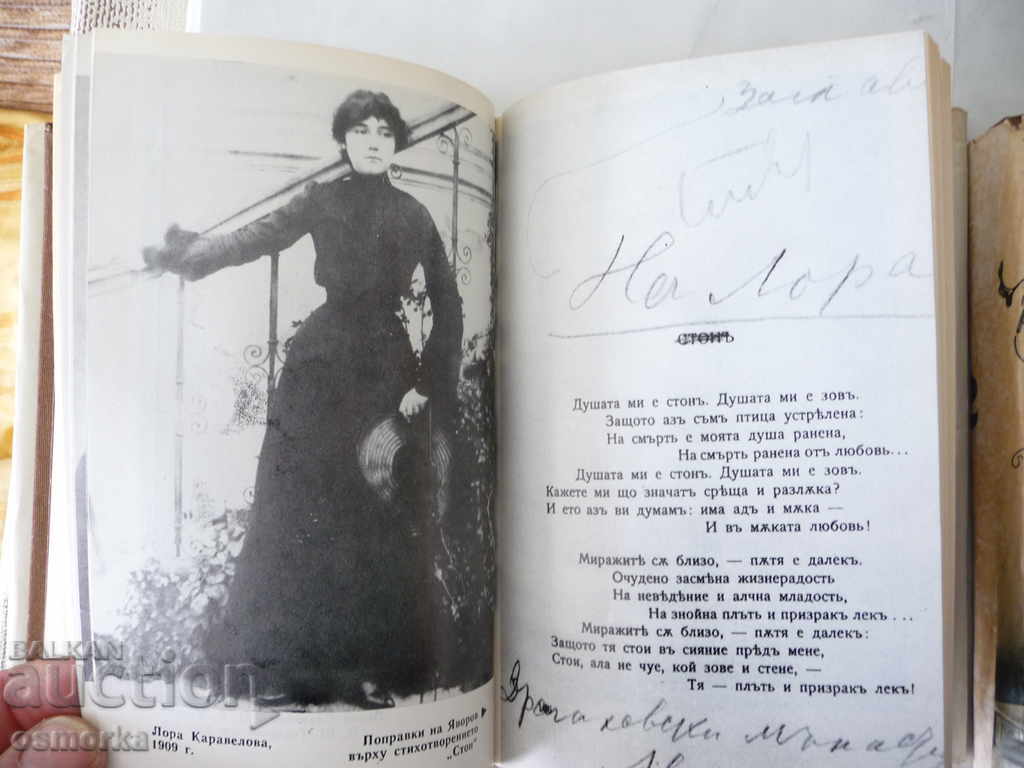 Лора Каравелова,
1909 г.
Поправки на Яворов
върху стихотворението
"Стон"
На Лора
СТОНЪ
Душата ми е стонъ. Душата ми е зовъ.
Защото азъ съмъ птица устрѣлена:
На смърть е моята душа ранена,
На смърть ранена отъ любовь...
Душата ми е стонъ. Душата ми е зовъ.
Кажете ми що значатъ срѣща и разлѫка?
И ето азъ ви думамъ: има адъ и мѫка —
И въ мѫката любовь!
Миражитѣ сѫ близо, — пѫтя е далекъ.
Очудено засмѣна жизнерадость
На невѣдение и алчна младость,
На знойна плъть и призракъ лекъ...
Миражитѣ сѫ близо, — пѫтя е далекъ:
Защото тя стои въ сияние прѣдъ мене,
Стои, ала не чуе, кой зове и стене, —
Тя — плъть и призракъ лекъ!
BALKAN
auction
osmorka